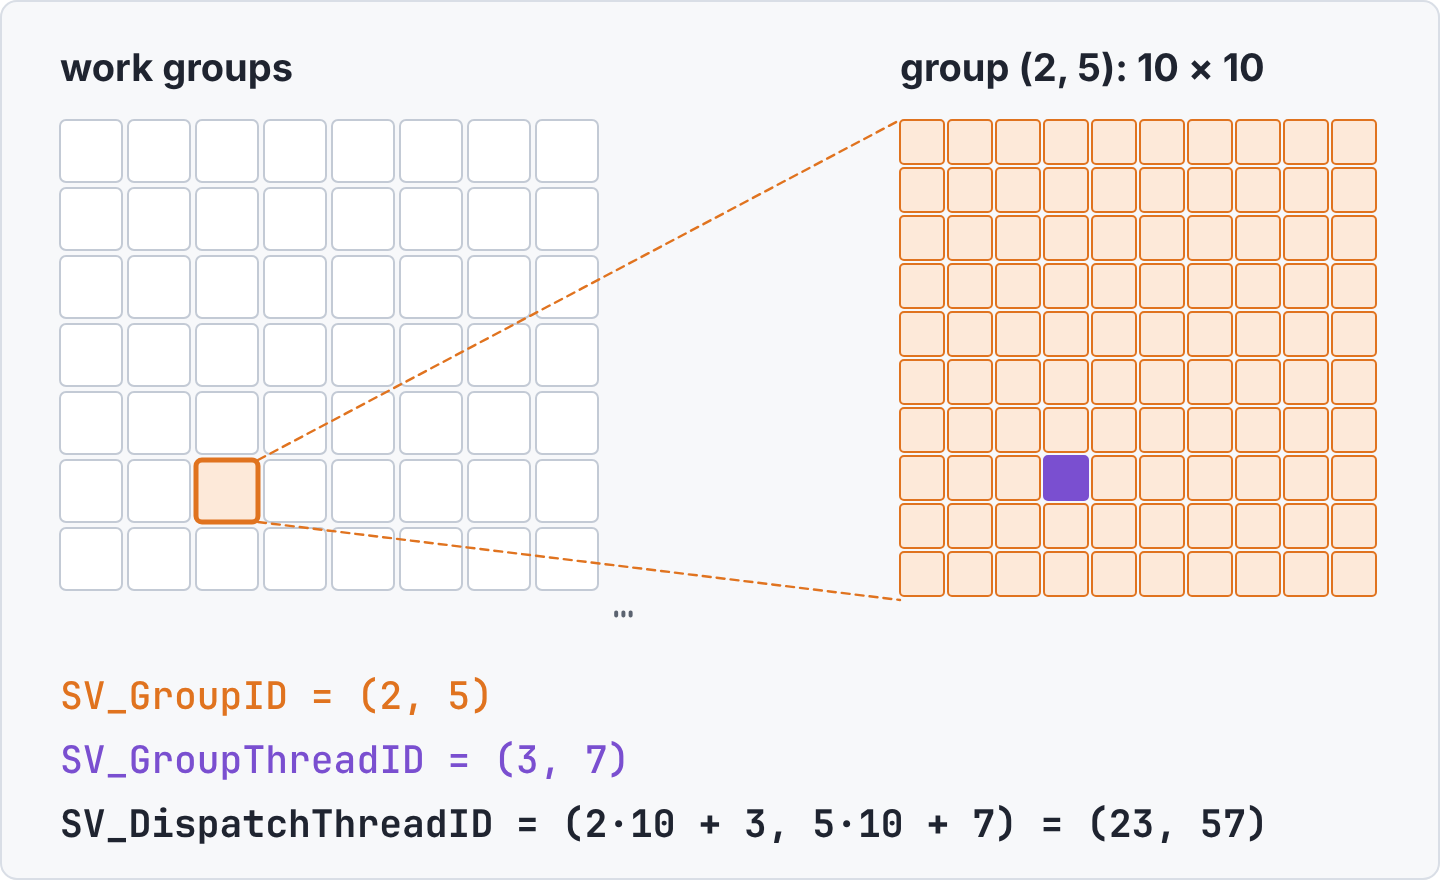 work groups
group (2, 5): 10 × 10
…
SV_GroupID = (2, 5)
SV_GroupThreadID = (3, 7)
SV_DispatchThreadID = (2·10 + 3, 5·10 + 7) = (23, 57)